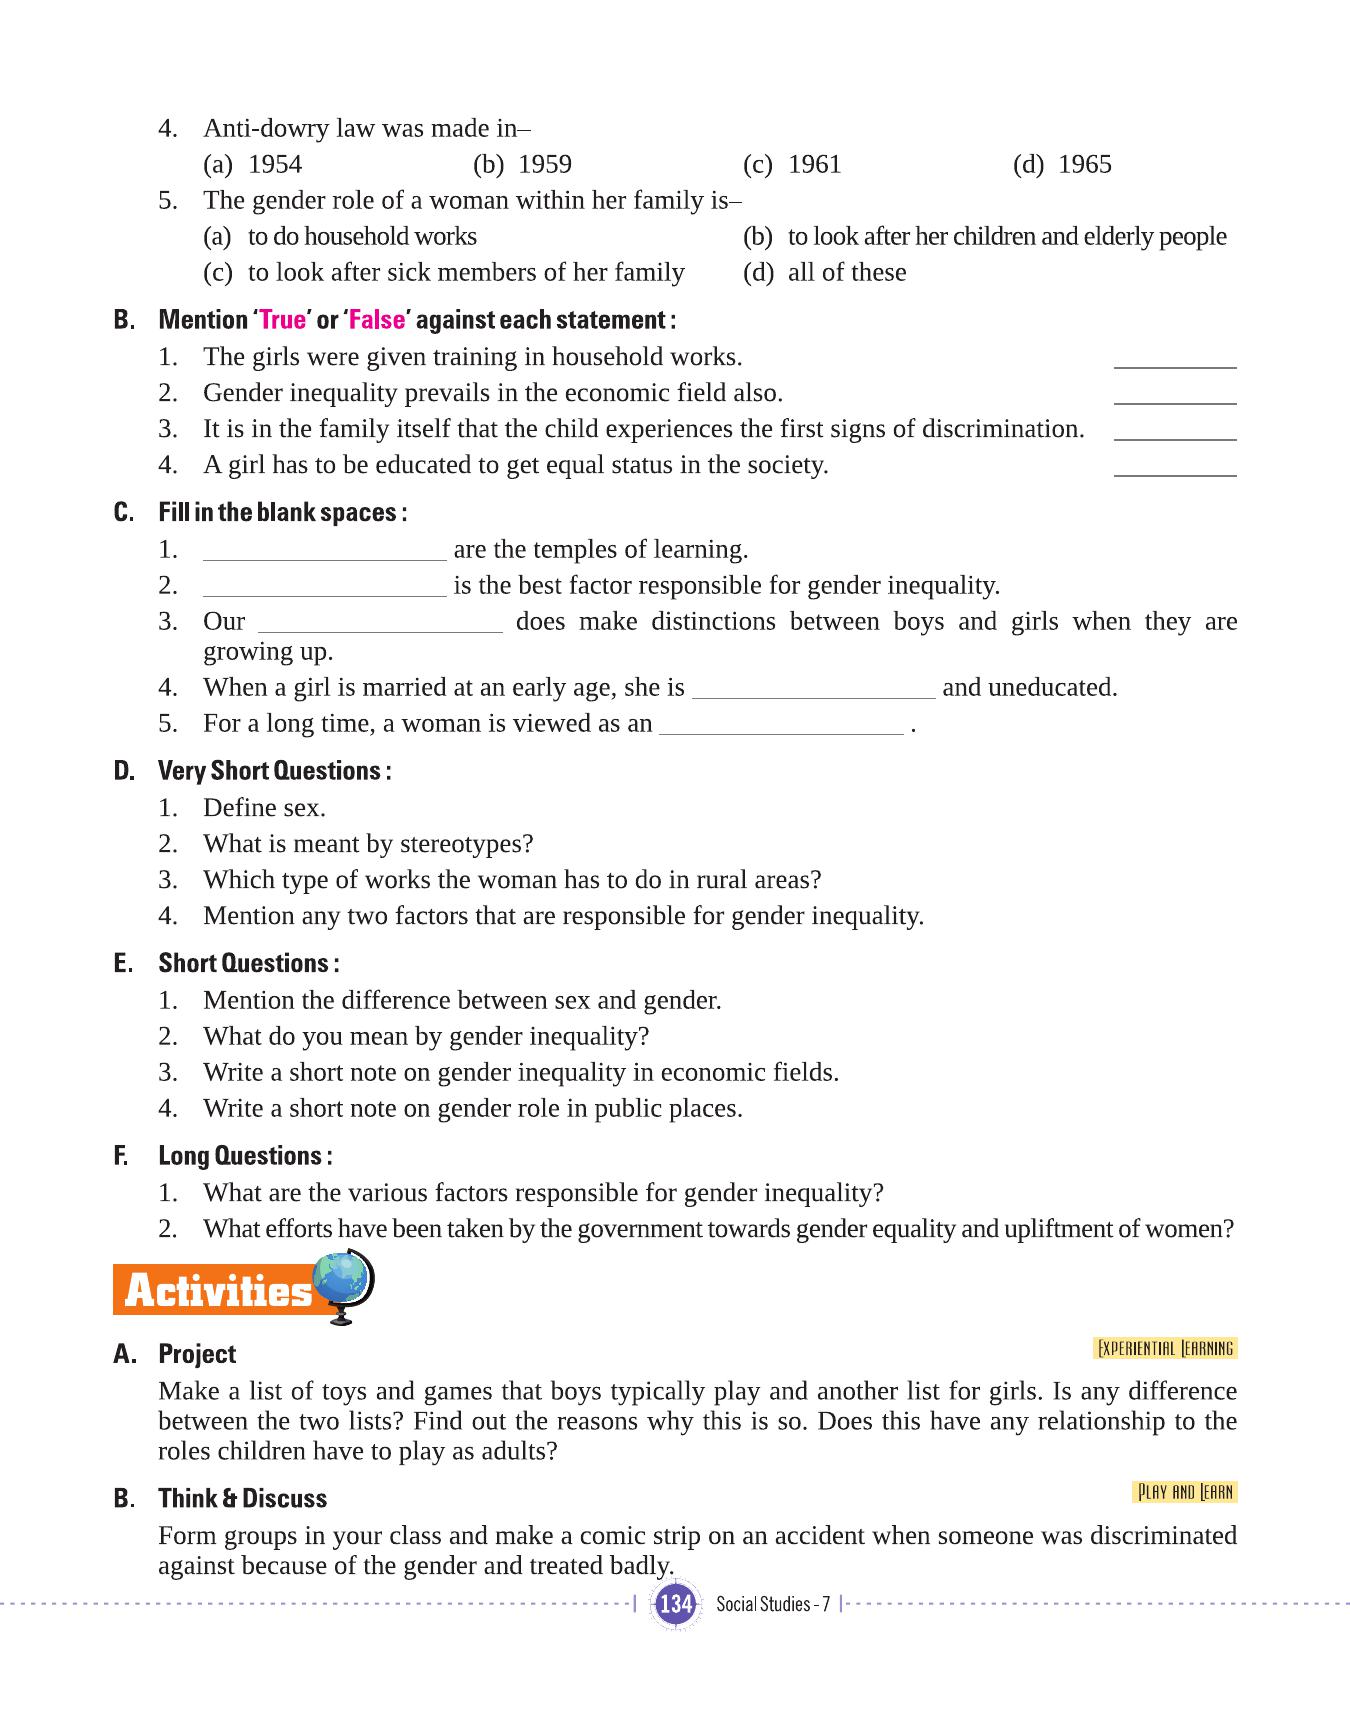 4. Anti-dowry law was made in–
(a) 1954 (b) 1959 (c) 1961 (d) 1965
5. The gender role of a woman within her family is–
(a) to do household works (b) to look after her children and elderly people
(c) to look after sick members of her family (d) all of these
B. Mention ‘True’ or ‘False’ against each statement :
1. The girls were given training in household works. ________
2. Gender inequality prevails in the economic field also. ________
3. It is in the family itself that the child experiences the first signs of discrimination. ________
4. A girl has to be educated to get equal status in the society. ________
C. Fill in the blank spaces :
1. ________________ are the temples of learning.
2. ________________ is the best factor responsible for gender inequality.
3. Our ________________ does make distinctions between boys and girls when they are
growing up.
4. When a girl is married at an early age, she is ________________ and uneducated.
5. For a long time, a woman is viewed as an ________________ .
D. Very Short Questions :
1. Define sex.
2. What is meant by stereotypes?
3. Which type of works the woman has to do in rural areas?
4. Mention any two factors that are responsible for gender inequality.
E. Short Questions :
1. Mention the difference between sex and gender.
2. What do you mean by gender inequality?
3. Write a short note on gender inequality in economic fields.
4. Write a short note on gender role in public places.
F. Long Questions :
1. What are the various factors responsible for gender inequality?
2. What efforts have been taken by the government towards gender equality and upliftment of women?
Activities
A. Project EXPERIENTIAL LEARNING
Make a list of toys and games that boys typically play and another list for girls. Is any difference
between the two lists? Find out the reasons why this is so. Does this have any relationship to the
roles children have to play as adults?
B. Think & Discuss PLAY AND LEARN
Form groups in your class and make a comic strip on an accident when someone was discriminated
against because of the gender and treated badly.
134 Social Studies - 7